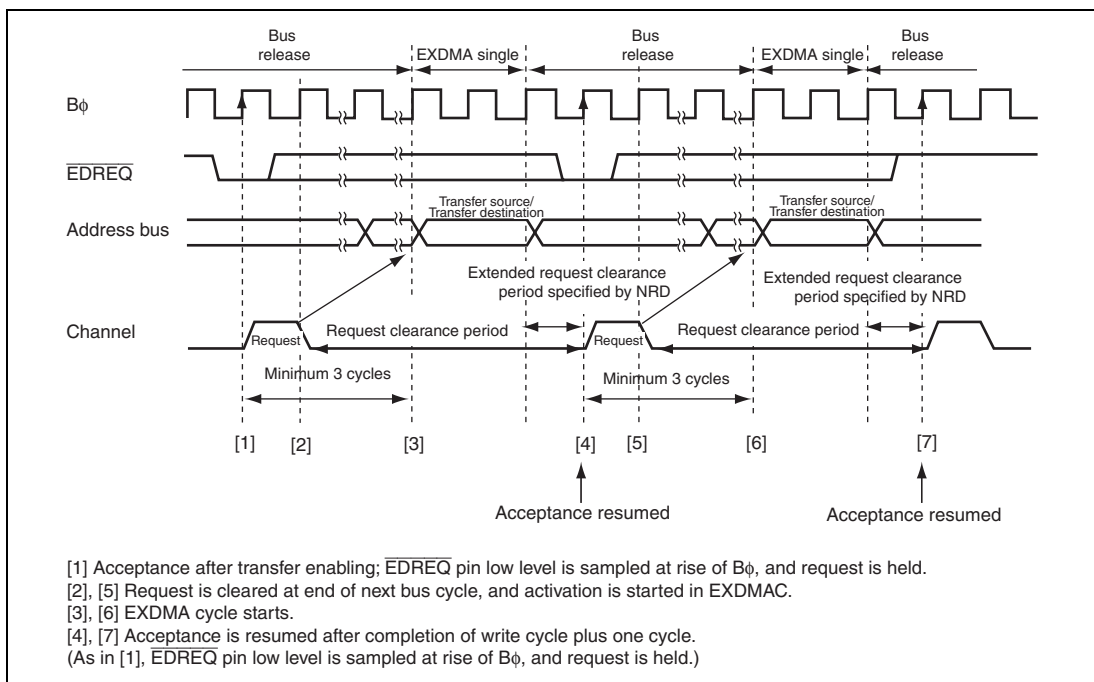 Bus release
EXDMA single
Bus release
EXDMA single
Bus release
Bφ
EDREQ
Transfer source/
Transfer destination
Transfer source/
Transfer destination
Address bus
Extended request clearance
period specified by NRD
Extended request clearance
period specified by NRD
Channel
Request
Request clearance period
Request
Request clearance period
Minimum 3 cycles
Minimum 3 cycles
[1] [2] [3] [4] [5] [6] [7]
Acceptance resumed
Acceptance resumed
[1] Acceptance after transfer enabling; EDREQ pin low level is sampled at rise of Bφ, and request is held.
[2], [5] Request is cleared at end of next bus cycle, and activation is started in EXDMAC.
[3], [6] EXDMA cycle starts.
[4], [7] Acceptance is resumed after completion of write cycle plus one cycle.
(As in [1], EDREQ pin low level is sampled at rise of Bφ, and request is held.)